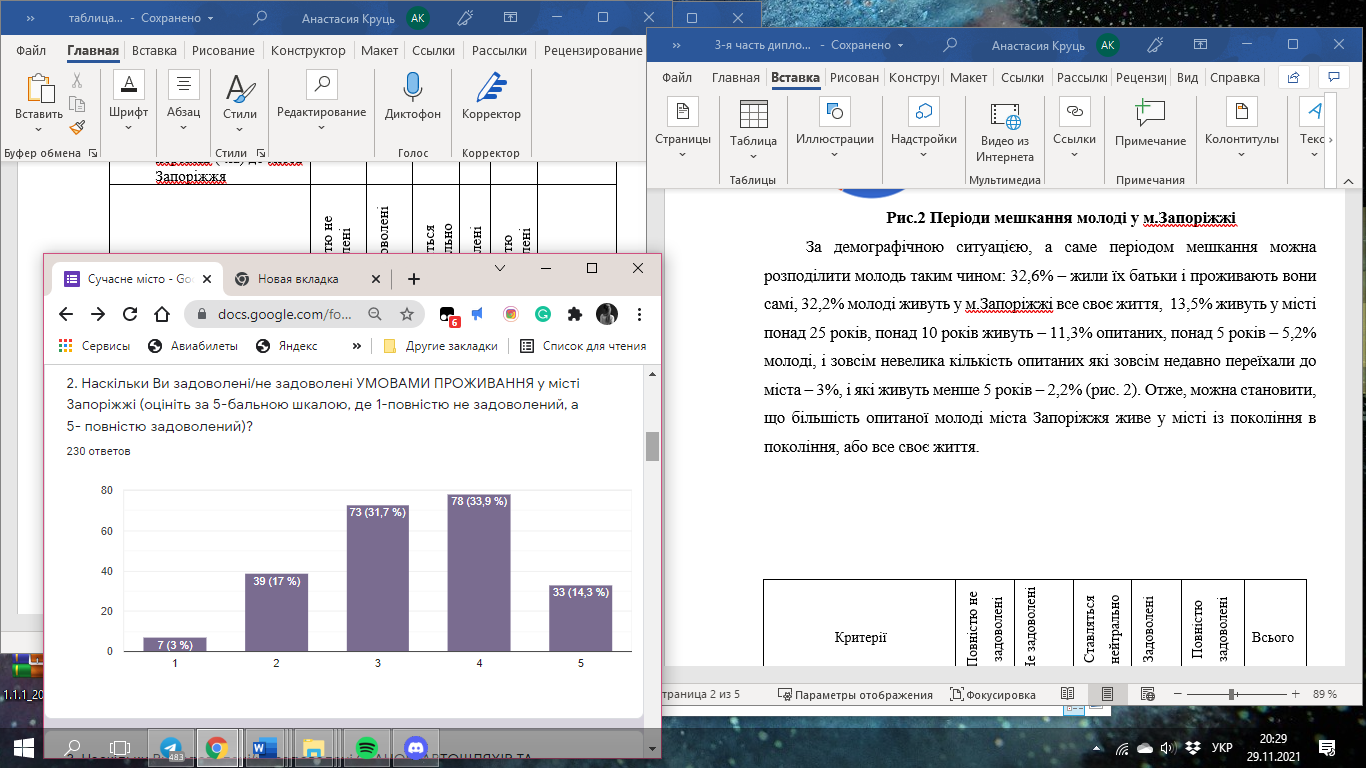 таблица... - Сохранено
Анастасия Круць
АК
Файл Главная Вставка Рисование Конструктор Макет Ссылки Рассылки Рецензирование
Вставить
Шрифт
Абзац
Стили
Редактирование
Диктофон
Корректор
Буфер обмена
Стили
Голос
Корректор
Запоріжжя
3-я часть дипло... - Сохранено
Анастасия Круць
АК
Файл Главная Вставка Рисован Констру Макет Ссылки Рассылк Рецензи Вид Справка
Страницы
Таблица
Иллюстрации
Надстройки
Видео из
Интернета
Ссылки
Примечание
Колонтитулы
Текс
Таблицы
Мультимедиа
Примечания
Рис.2 Періоди мешкання молоді у м.Запоріжжі
За демографічною ситуацією, а саме періодом мешкання можна
розподілити молодь таким чином: 32,6% – жили їх батьки і проживають вони
самі, 32,2% молоді живуть у м.Запоріжжі все своє життя, 13,5% живуть у місті
понад 25 років, понад 10 років живуть – 11,3% опитаних, понад 5 років – 5,2%
молоді, і зовсім невелика кількість опитаних які зовсім недавно переїхали до
міста – 3%, і які живуть менше 5 років – 2,2% (рис. 2). Отже, можна становити,
що більшість опитаної молоді міста Запоріжжя живе у місті із покоління в
покоління, або все своє життя.
Критерії
Повністю не
задоволені
Не задоволені
Ставляться
нейтрально
Задоволені
Повністю
задоволені
Всього
траница 2 из 5
Параметры отображения
Фокусировка
89 %
Сучасне місто - Goo
Новая вкладка
docs.google.com/fo...
6
Сервисы
Авиабилеты
Яндекс
»
Другие закладки
Список для чтения
2. Наскільки Ви задоволені/не задоволені УМОВАМИ ПРОЖИВАННЯ у місті
Запоріжжі (оцініть за 5-бальною шкалою, де 1-повністю не задоволений, а
5- повністю задоволений)?
230 ответов
80
60
40
20
0
7 (3 %)
39 (17 %)
73 (31,7 %)
78 (33,9 %)
33 (14,3 %)
1 2 3 4 5
1.1.1_20
483
УКР
20:29
29.11.2021